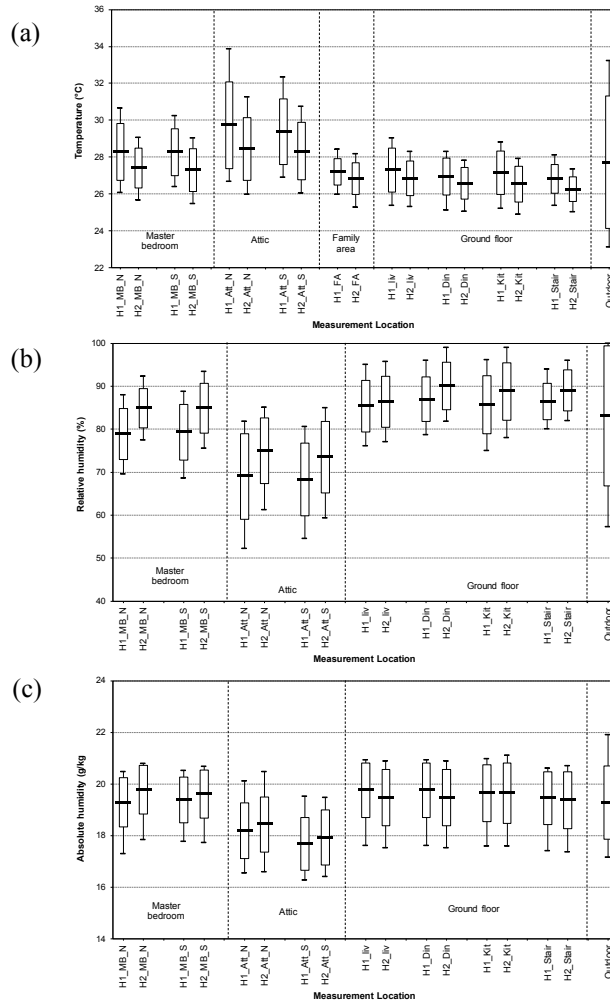 (a)
36
34
32
30
28
26
24
22
Temperature (°C)
Master
bedroom
Attic
Family
area
Ground floor
H1_MB_N
H2_MB_N
H1_MB_S
H2_MB_S
H1_Att_N
H2_Att_N
H1_Att_S
H2_Att_S
H1_FA
H2_FA
H1_liv
H2_liv
H1_Din
H2_Din
H1_Kit
H2_Kit
H1_Stair
H2_Stair
Outdoor
Measurement Location
(b)
100
90
80
70
60
50
40
Relative humidity (%)
Master
bedroom
Attic
Ground floor
H1_MB_N
H2_MB_N
H1_MB_S
H2_MB_S
H1_Att_N
H2_Att_N
H1_Att_S
H2_Att_S
H1_liv
H2_liv
H1_Din
H2_Din
H1_Kit
H2_Kit
H1_Stair
H2_Stair
Outdoor
Measurement Location
(c)
24
22
20
18
16
14
Absolute humidity (g/kg
Master
bedroom
Attic
Ground floor
H1_MB_N
H2_MB_N
H1_MB_S
H2_MB_S
H1_Att_N
H2_Att_N
H1_Att_S
H2_Att_S
H1_liv
H2_liv
H1_Din
H2_Din
H1_Kit
H2_Kit
H1_Stair
H2_Stair
Outdoor
Measurement Location